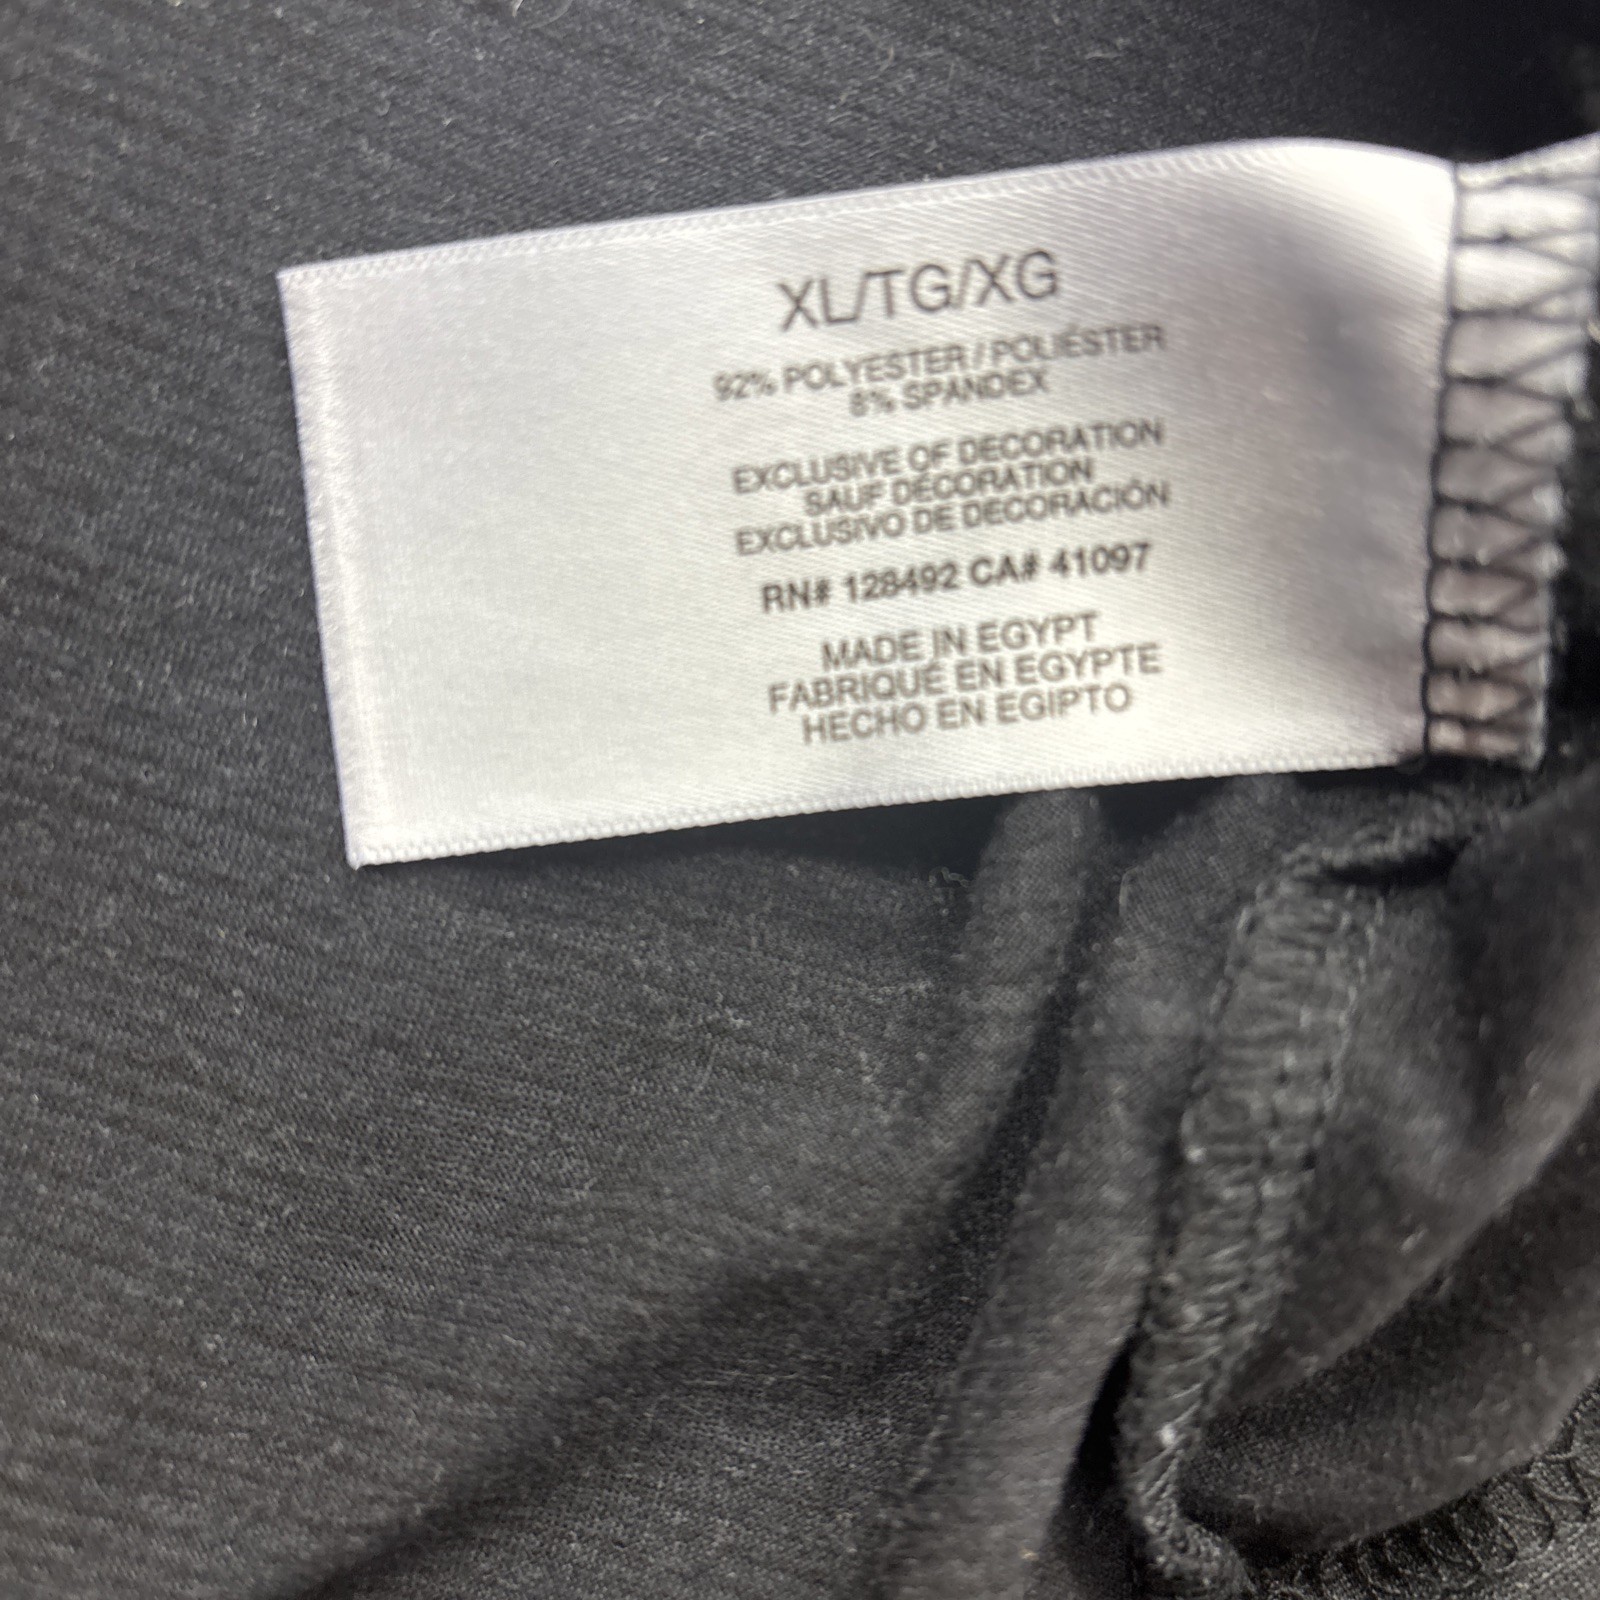 XL/TG/XG
92% POLYESTER / POLIÉSTER
8% SPANDEX
EXCLUSIVE OF DECORATION
SAUF DÉCORATION
EXCLUSIVO DE DECORACIÓN
RN# 128492 CA# 41097
MADE IN EGYPT
FABRIQUÉ EN EGYPTE
HECHO EN EGIPTO